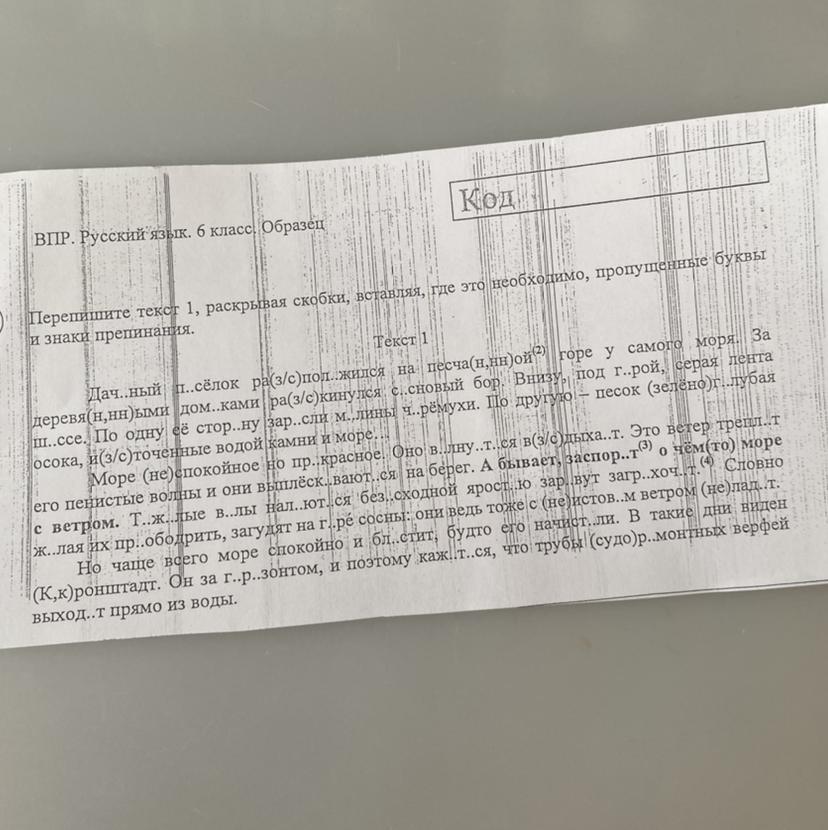 Код
ВПР. Русский язык. 6 класс. Образец
Перепишите текст 1, раскрывая скобки, вставляя, где это необходимо, пропущенные буквы
и знаки препинания.
Текст 1
Дач..ный п..сёлок ра(з/с)пол..жился на песча(н,нн)ой(2) горе у самого моря. За
деревя(н,нн)ыми дом..ками ра(з/с)кинулся с..сновый бор. Внизу, под г..рой, серая лента
ш..ссе. По одну её стор..ну зар..сли м..лины ч..рёмухи. По другую – песок (зелёно)г..лубая
осока, и(з/с)точенные водой камни и море...
Море (не)спокойное но пр..красное. Оно в..лну..т..ся в(з/с)дыха..т. Это ветер трепл..т
его пенистые волны и они выплёск..вают..ся на берег. А бывает, заспор..т(3) о чём(то) море
с ветром. Т..ж..лые в..лы нал..ют..ся без..сходной ярост..ю зар..вут загр..хоч..т.(4) Словно
ж..лая их пр..ободрить, загудят на г..ре́ сосны: они ведь тоже с (не)истов..м ветром (не)лад..т.
Но чаще всего море спокойно и бл..стит, будто его начист..ли. В такие дни виден
(К,к)ронштадт. Он за г..р..зонтом, и поэтому каж..т..ся, что трубы (судо)р..монтных верфей
выход..т прямо из воды.